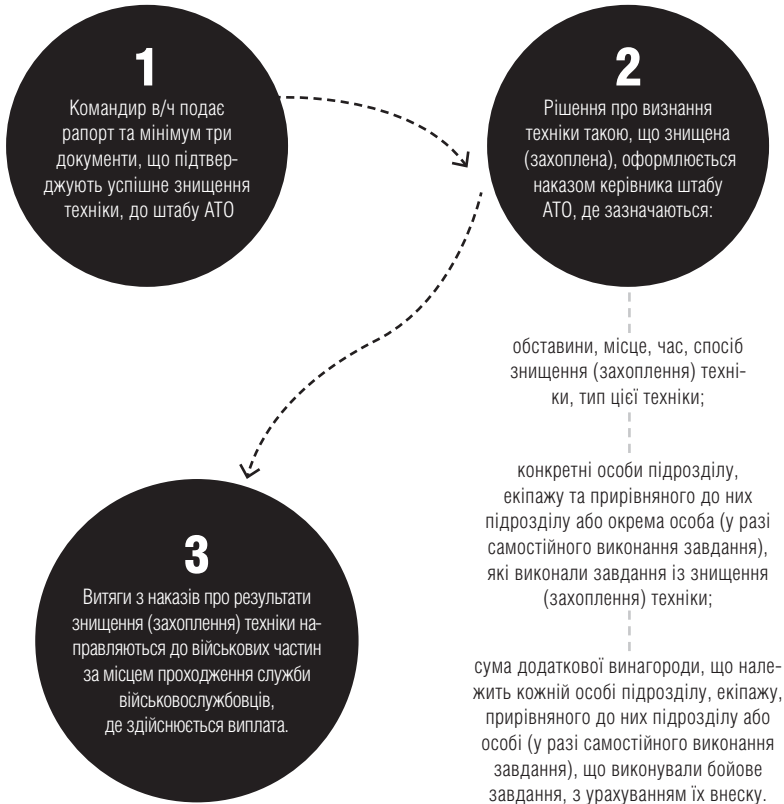 1
Командир в/ч подає
рапорт та мінімум три
документи, що підтвер-
джують успішне знищення
техніки, до штабу АТО
2
Рішення про визнання
техніки такою, що знищена
(захоплена), оформлюється
наказом керівника штабу
АТО, де зазначаються:
обставини, місце, час, спосіб
знищення (захоплення) техні-
ки, тип цієї техніки;
конкретні особи підрозділу,
екіпажу та прирівняного до них
підрозділу або окрема особа (у разі
самостійного виконання завдання),
які виконали завдання із знищення
(захоплення) техніки;
сума додаткової винагороди, що нале-
жить кожній особі підрозділу, екіпажу,
прирівняного до них підрозділу або
особі (у разі самостійного виконання
завдання), що виконували бойове
завдання, з урахуванням їх внеску.
3
Витяги з наказів про результати
знищення (захоплення) техніки на-
правляються до військових частин
за місцем проходження служби
військовослужбовців,
де здійснюється виплата.